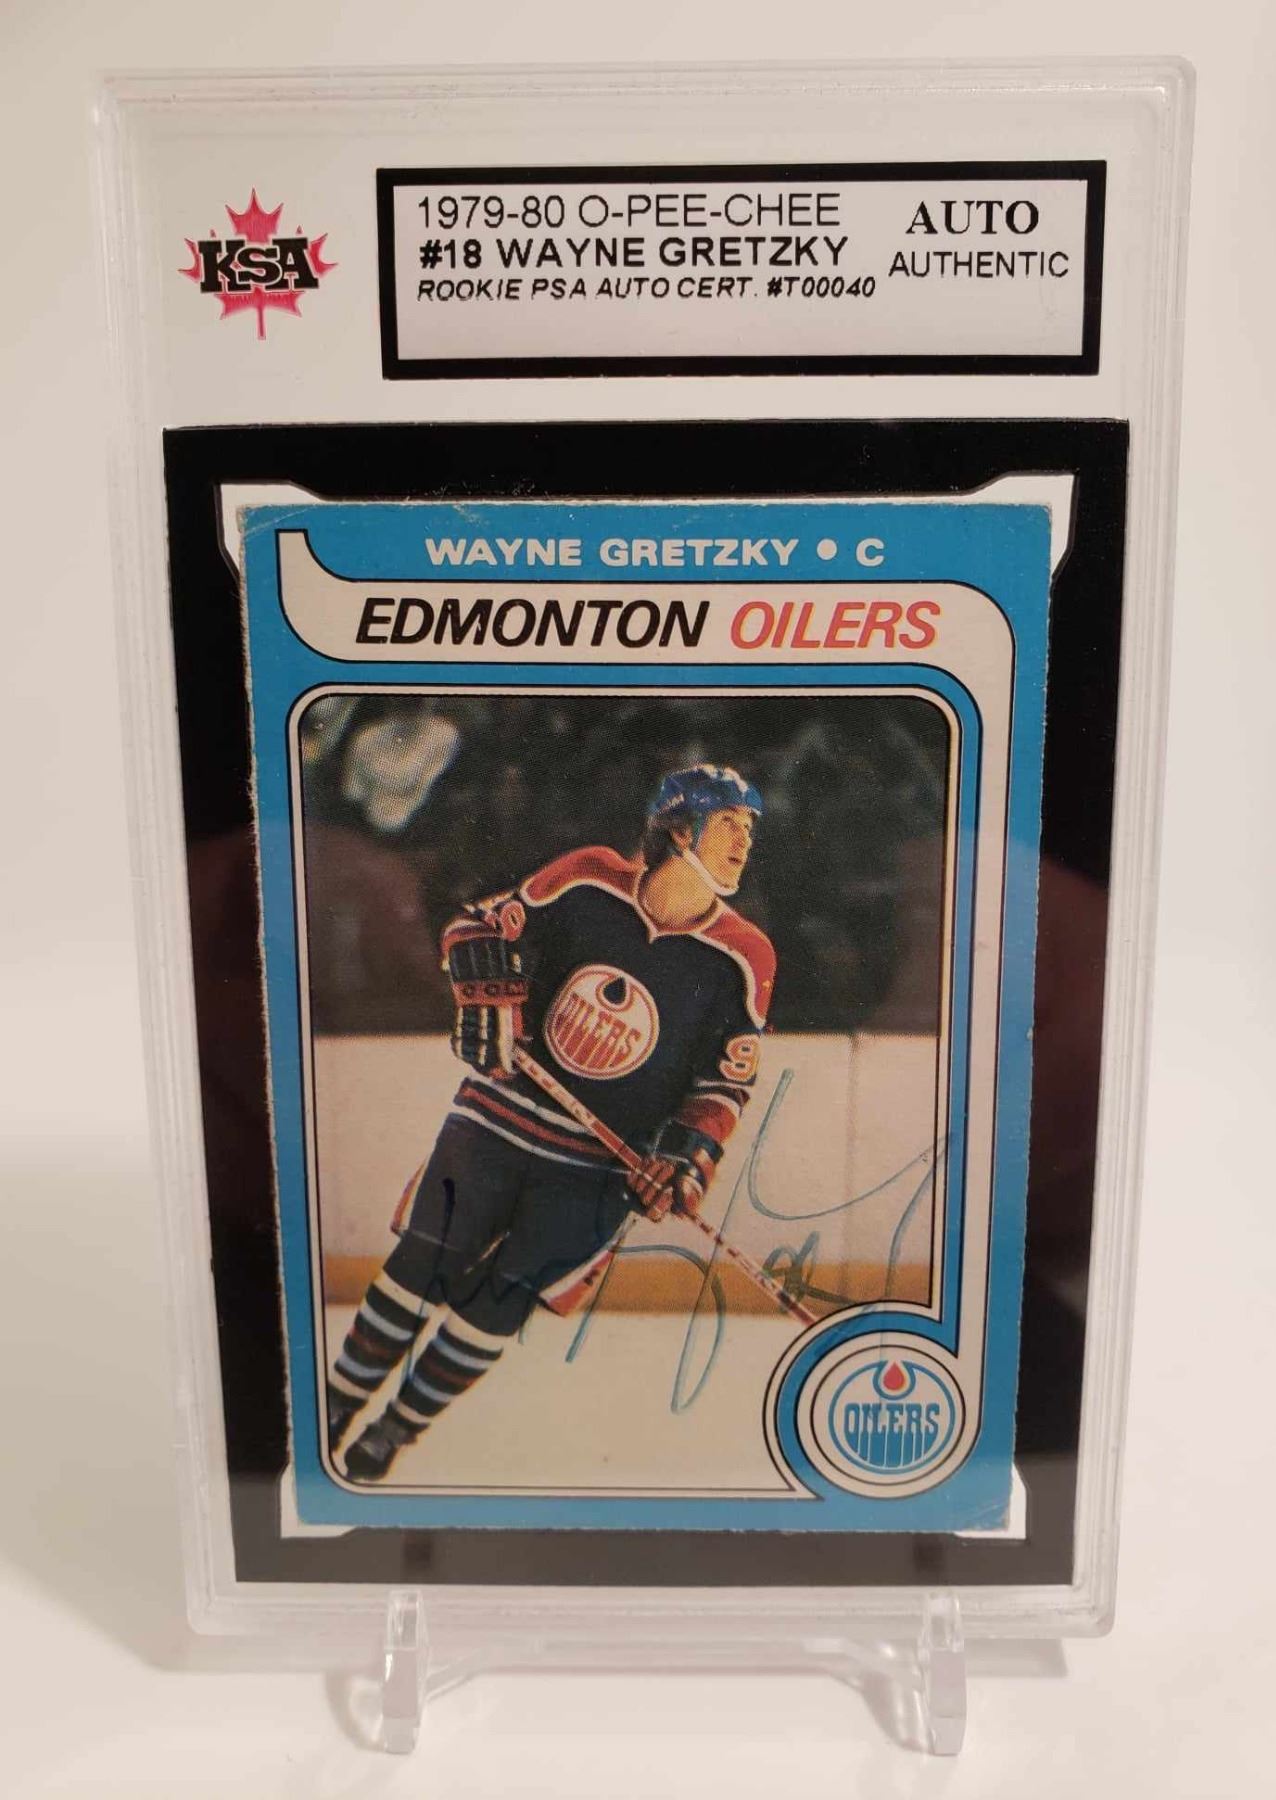 KSA
1979-80 O-PEE-CHEE
#18 WAYNE GRETZKY
ROOKIE PSA AUTO CERT. #T00040
AUTO
AUTHENTIC
WAYNE GRETZKY • C
EDMONTON OILERS
OILERS
OILERS